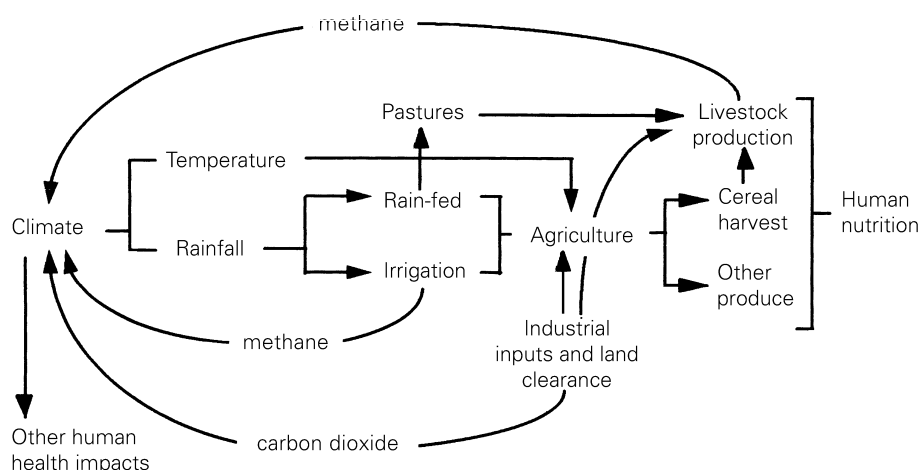 methane
Pastures
Livestock
production
Temperature
Rain-fed
Cereal
harvest
Human
nutrition
Climate
Rainfall
Agriculture
Irrigation
Other
produce
methane
Industrial
inputs and land
clearance
Other human
health impacts
carbon dioxide